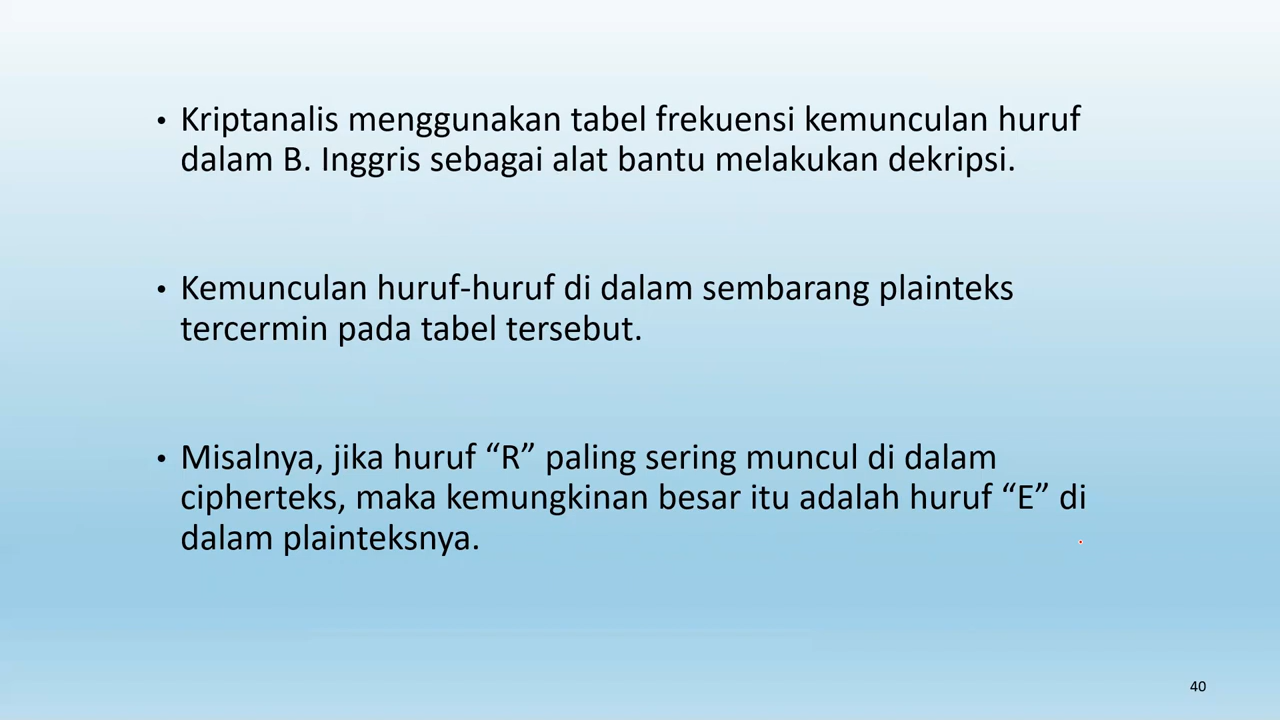 • Kriptanalis menggunakan tabel frekuensi kemunculan huruf
dalam B. Inggris sebagai alat bantu melakukan dekripsi.
• Kemunculan huruf-huruf di dalam sembarang plainteks
tercermin pada tabel tersebut.
• Misalnya, jika huruf “R” paling sering muncul di dalam
cipherteks, maka kemungkinan besar itu adalah huruf “E” di
dalam plainteksnya.
40